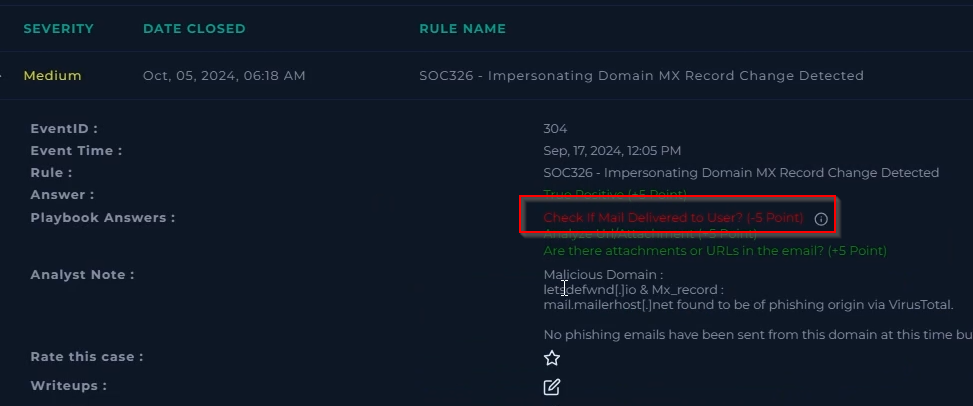 SEVERITY DATE CLOSED RULE NAME
Medium Oct, 05, 2024, 06:18 AM SOC326 - Impersonating Domain MX Record Change Detected
EventID : 304
Event Time : Sep, 17, 2024, 12:05 PM
Rule : SOC326 - Impersonating Domain MX Record Change Detected
Answer : True Positive (+5 Point)
Playbook Answers : Check If Mail Delivered to User? (-5 Point)
Analyze Url/Attachment (+5 Point)
Are there attachments or URLs in the email? (+5 Point)
Analyst Note : Malicious Domain :
letsdefwnd[.]io & Mx_record :
mail.mailerhost[.]net found to be of phishing origin via VirusTotal.
No phishing emails have been sent from this domain at this time bu
Rate this case :
Writeups :